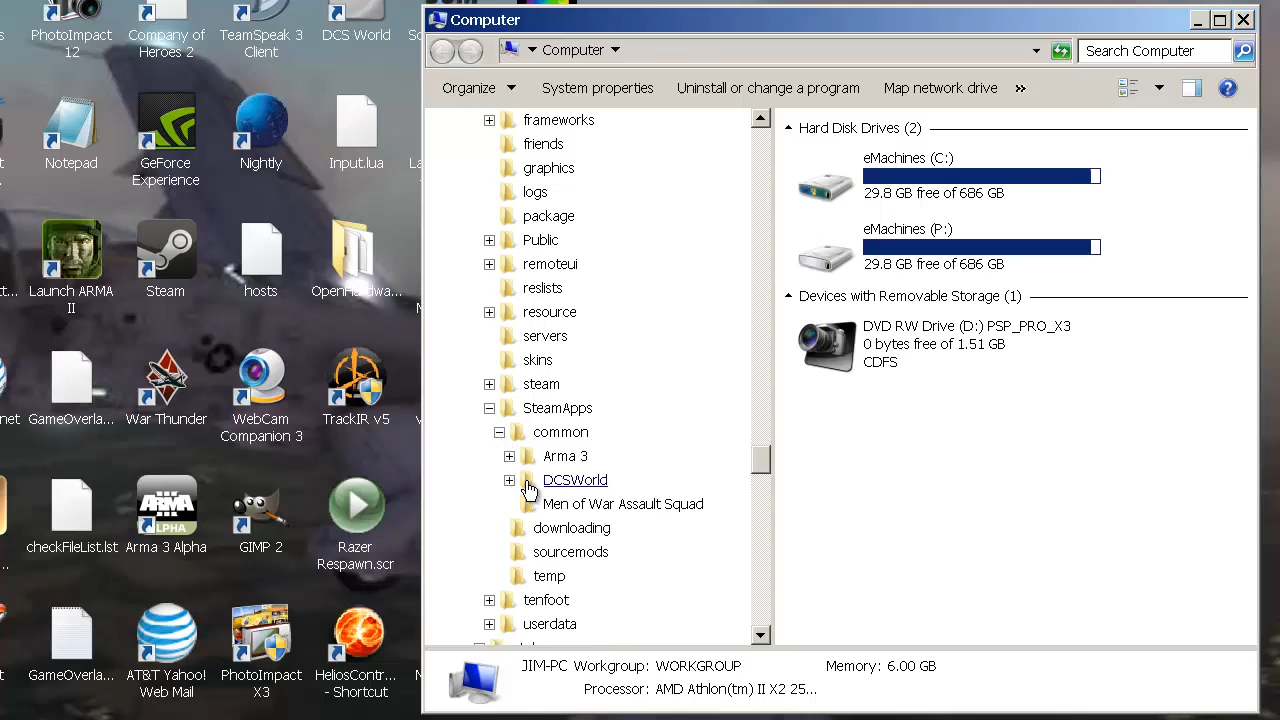 PhotoImpact
12
Company of
Heroes 2
TeamSpeak 3
Client
DCS World
Notepad
GeForce
Experience
Nightly
Input.lua
Launch ARMA
II
Steam
hosts
OpenHardwa...
GameOverla...
War Thunder
WebCam
Companion 3
TrackIR v5
checkFileList.lst
ARMA
ALPHA
Arma 3 Alpha
GIMP 2
Razer
Respawn.scr
GameOverla...
AT&T Yahoo!
Web Mail
PhotoImpact
X3
HeliosContr...
- Shortcut
Computer
Computer
Search Computer
Organize
System properties
Uninstall or change a program
Map network drive
»
frameworks
friends
graphics
logs
package
Public
remoteui
reslists
resource
servers
skins
steam
SteamApps
common
Arma 3
DCSWorld
Men of War Assault Squad
downloading
sourcemods
temp
tenfoot
userdata
Hard Disk Drives (2)
eMachines (C:)
29.8 GB free of 686 GB
eMachines (P:)
29.8 GB free of 686 GB
Devices with Removable Storage (1)
DVD RW Drive (D:) PSP_PRO_X3
0 bytes free of 1.51 GB
CDFS
JIM-PC Workgroup: WORKGROUP
Memory: 6.00 GB
Processor: AMD Athlon(tm) II X2 25...